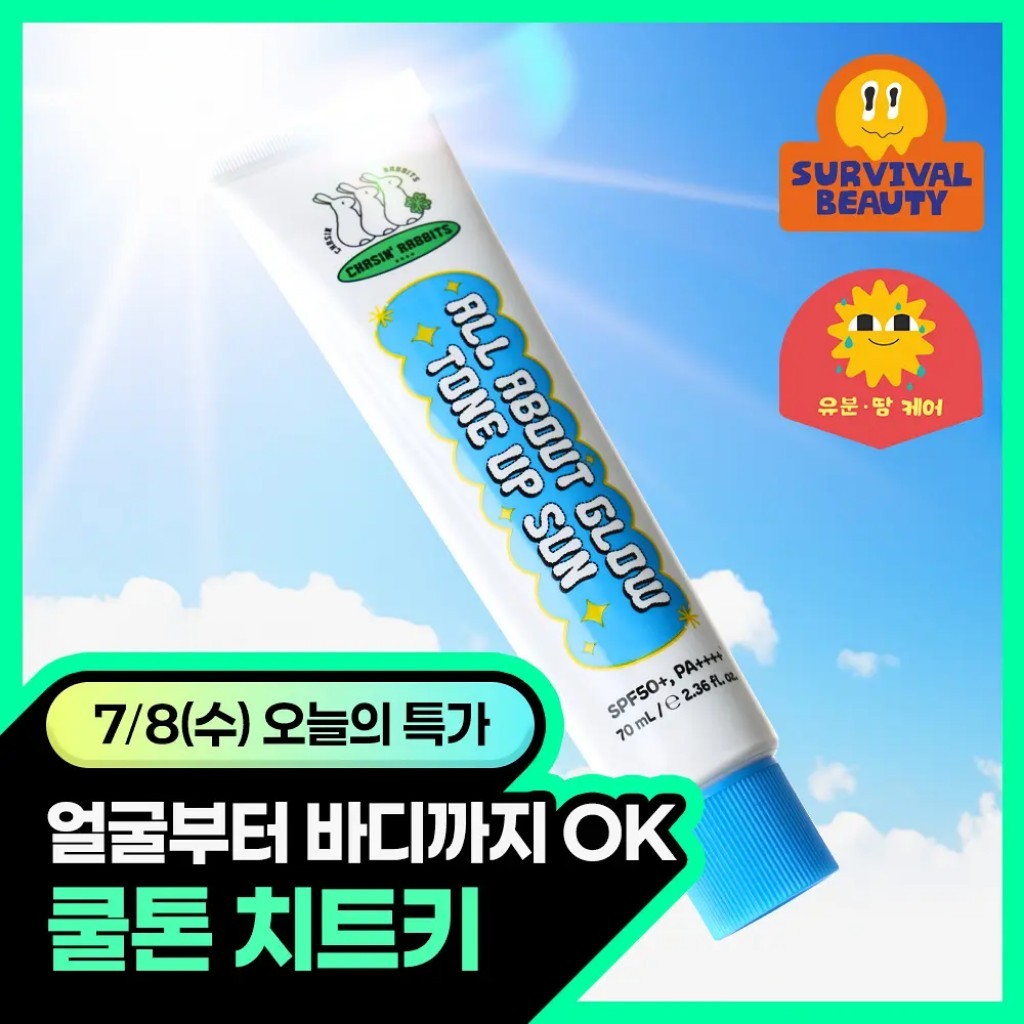 SURVIVAL
BEAUTY
유분·땀 케어
CHASIN' RABBITS
CHASIN' RABBITS
ALL ABOUT GLOW
TONE UP SUN
SPF50+, PA++++
70 mL / ℮ 2.36 fl. oz.
7/8(수) 오늘의 특가
얼굴부터 바디까지 OK
쿨톤 치트키